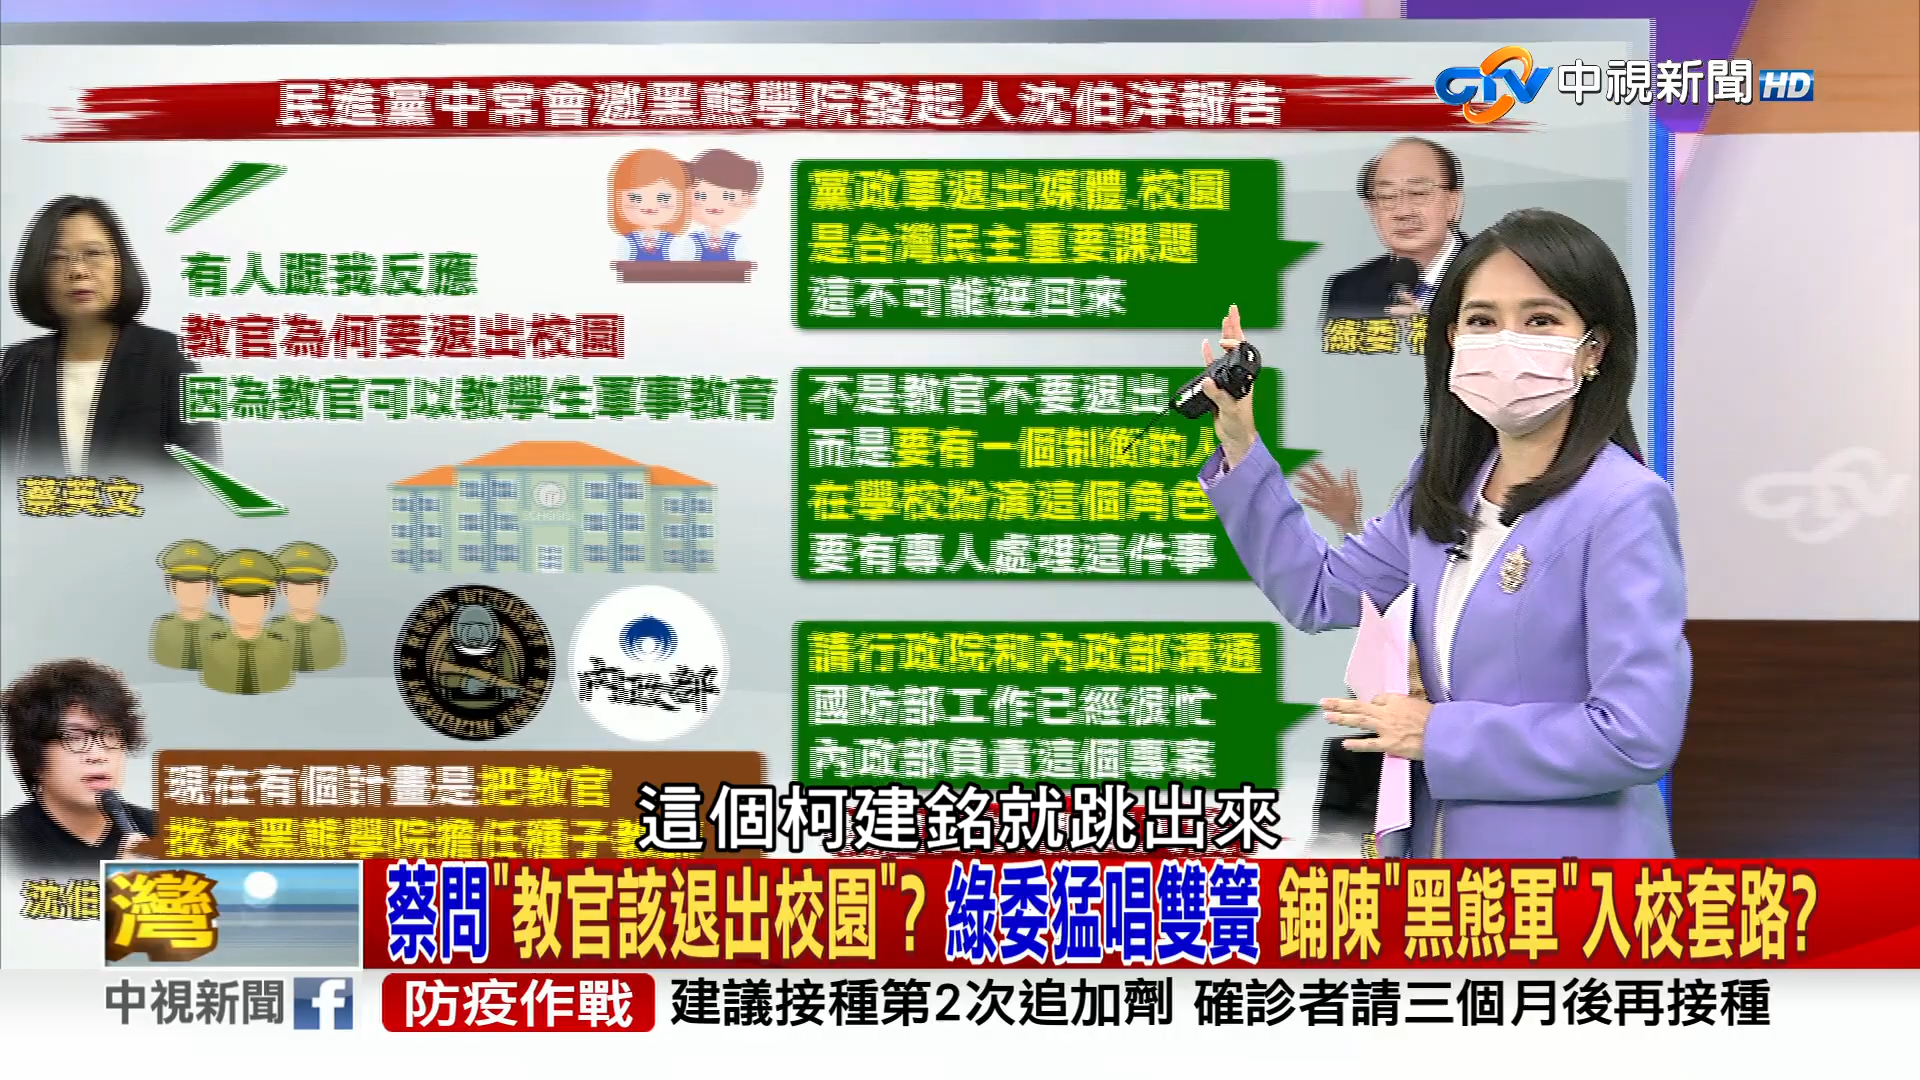 民進黨中常會邀黑熊學院發起人沈伯洋報告
CTV中視新聞HD
有人跟我反應
教官為何要退出校園
因為教官可以教學生軍事教育
蔡英文
黨政軍退出媒體.校園
是台灣民主重要課題
這不可能逆回來
綠委
不是教官不要退出
而是要有一個制衡的人
在學校扮演這個角色
要有專人處理這件事
SCHOOL
內政部
請行政院和內政部溝通
國防部工作已經很忙
內政部負責這個專案
現在有個計畫是把教官
找來黑熊學院擔任種子教
沈伯
這個柯建銘就跳出來
灣
蔡問"教官該退出校園"? 綠委猛唱雙簧 鋪陳"黑熊軍"入校套路?
中視新聞 f
防疫作戰 建議接種第2次追加劑 確診者請三個月後再接種